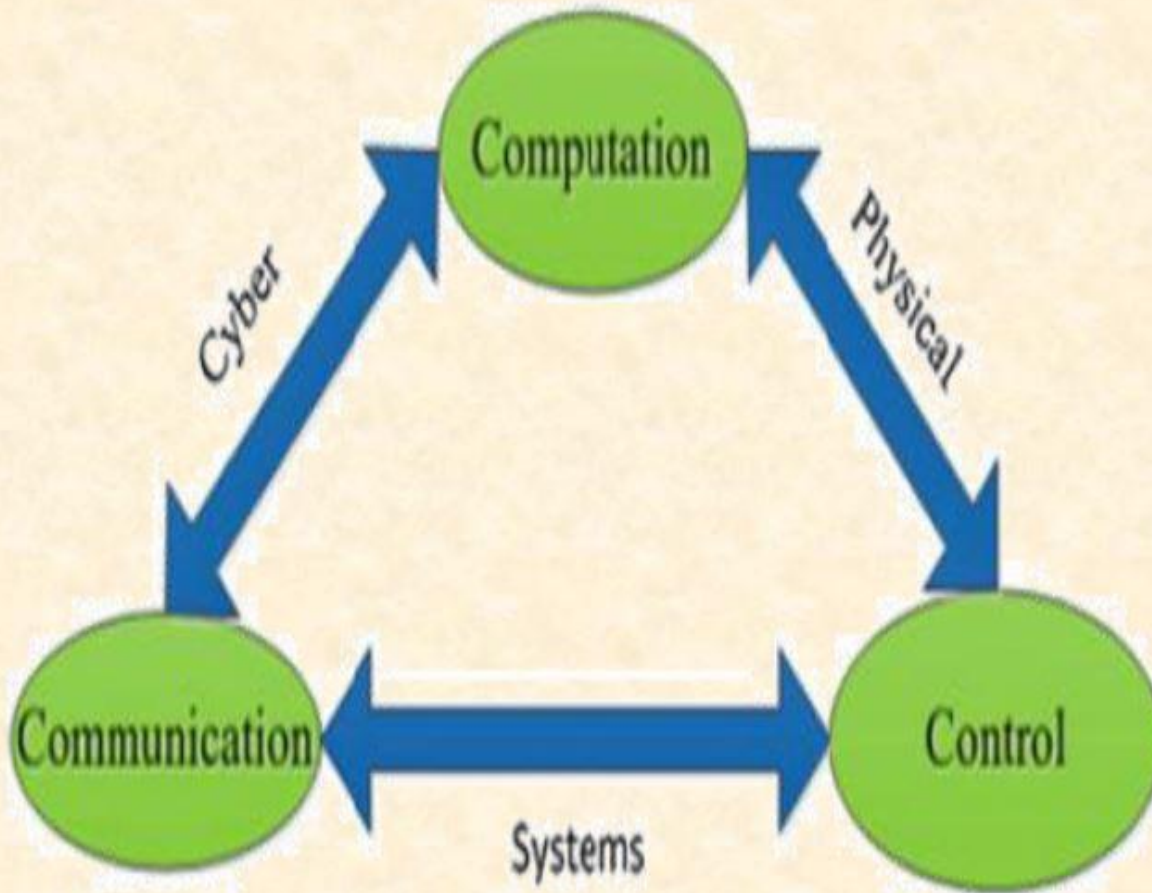 Computation
Cyber
Physical
Communication
Control
Systems